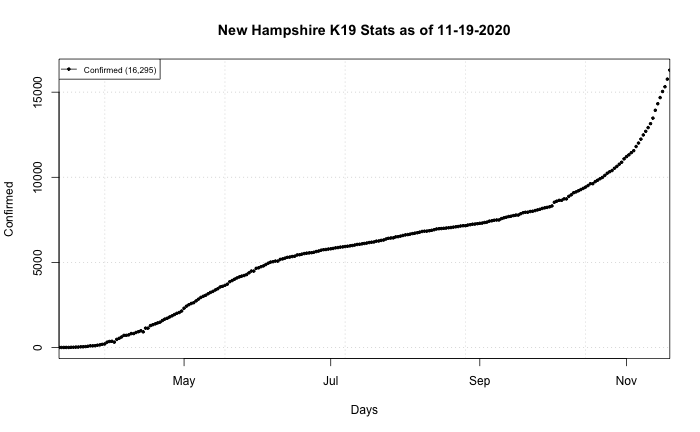 New Hampshire K19 Stats as of 11-19-2020
Confirmed (16,295)
15000
10000
5000
0
Confirmed
May Jul Sep Nov
Days